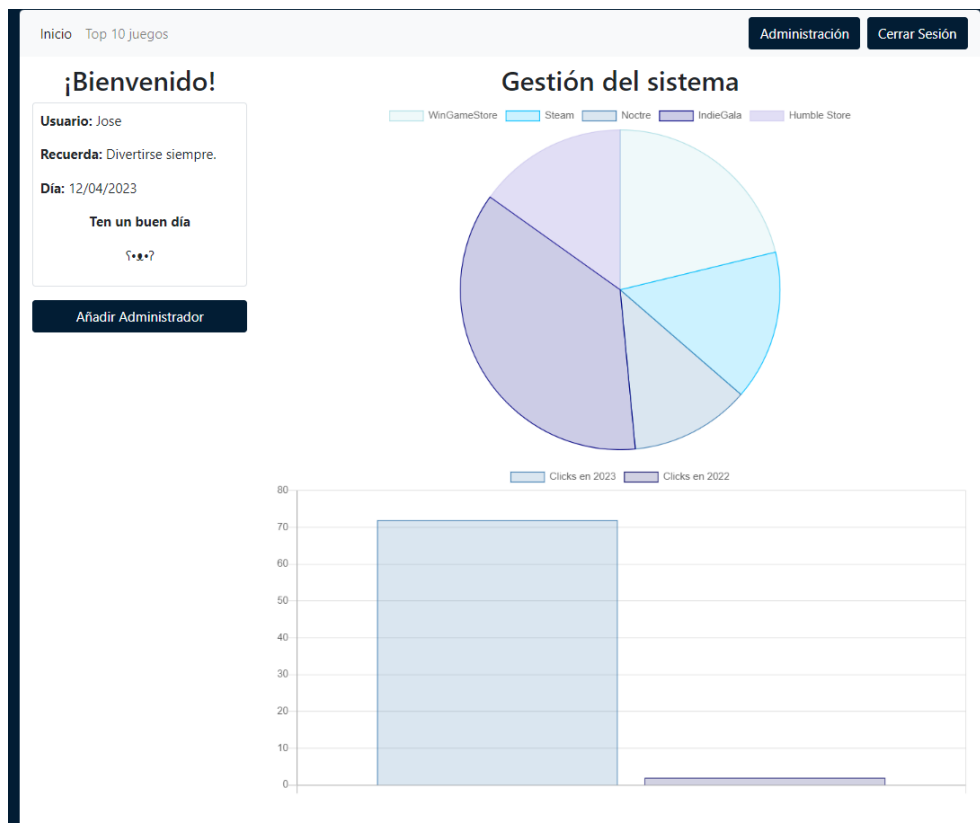 Inicio Top 10 juegos Administración Cerrar Sesión
¡Bienvenido!
Usuario: Jose
Recuerda: Divertirse siempre.
Día: 12/04/2023
Ten un buen día
ʕ•ᴥ•ʔ
Añadir Administrador
Gestión del sistema
WinGameStore Steam Noctre IndieGala Humble Store
Clicks en 2023 Clicks en 2022
80
70
60
50
40
30
20
10
0